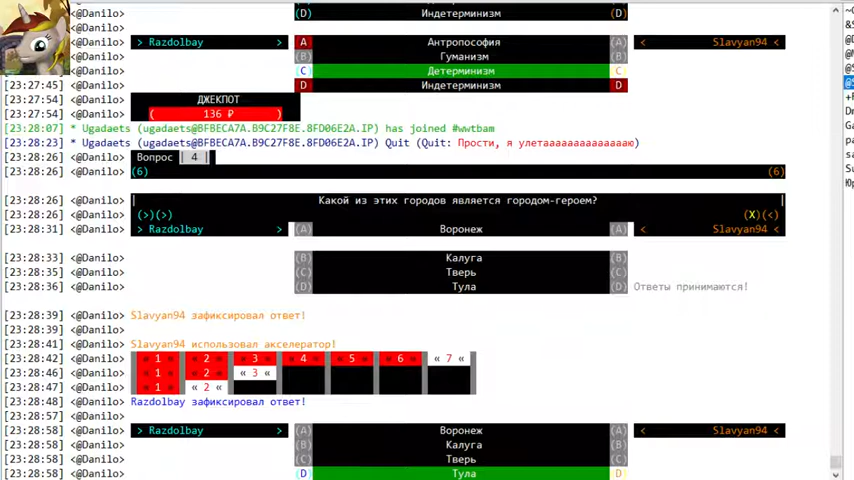 <@Danilo> (D) Индетерминизм (D)
<@Danilo>
<@Danilo> > Razdolbay > A Антропософия (A) < Slavyan94 <
<@Danilo> (B) Гуманизм (B)
<@Danilo> (C) Детерминизм C
[23:27:45] <@Danilo> D Индетерминизм D
[23:27:54] <@Danilo> ДЖЕКПОТ
[23:27:54] <@Danilo> ( 136 ₽ )
[23:28:07] * Ugadaets (ugadaets@BFBECA7A.B9C27F8E.8FD06E2A.IP) has joined #wwtbam
[23:28:23] * Ugadaets (ugadaets@BFBECA7A.B9C27F8E.8FD06E2A.IP) Quit (Quit: Прости, я улетаааааааааааааааю)
[23:28:26] <@Danilo> Вопрос | 4 |
[23:28:26] <@Danilo> (6) (6)
[23:28:26] <@Danilo> | Какой из этих городов является городом-героем? |
[23:28:26] <@Danilo> (>)(>) (X)(<)
[23:28:31] <@Danilo> > Razdolbay > (A) Воронеж (A) < Slavyan94 <
[23:28:33] <@Danilo> (B) Калуга (B)
[23:28:35] <@Danilo> (C) Тверь (C)
[23:28:36] <@Danilo> (D) Тула (D) Ответы принимаются!
[23:28:39] <@Danilo> Slavyan94 зафиксировал ответ!
[23:28:39] <@Danilo>
[23:28:41] <@Danilo> Slavyan94 использовал акселератор!
[23:28:42] <@Danilo> « 1 « « 2 « « 3 « « 4 « « 5 « « 6 « « 7 «
[23:28:46] <@Danilo> « 1 « « 2 « « 3 «
[23:28:47] <@Danilo> « 1 « « 2 «
[23:28:48] <@Danilo> Razdolbay зафиксировал ответ!
[23:28:57] <@Danilo>
[23:28:58] <@Danilo> > Razdolbay > (A) Воронеж (A) < Slavyan94 <
[23:28:58] <@Danilo> (B) Калуга (B)
[23:28:58] <@Danilo> (C) Тверь (C)
[23:28:58] <@Danilo> (D) Тула (D)